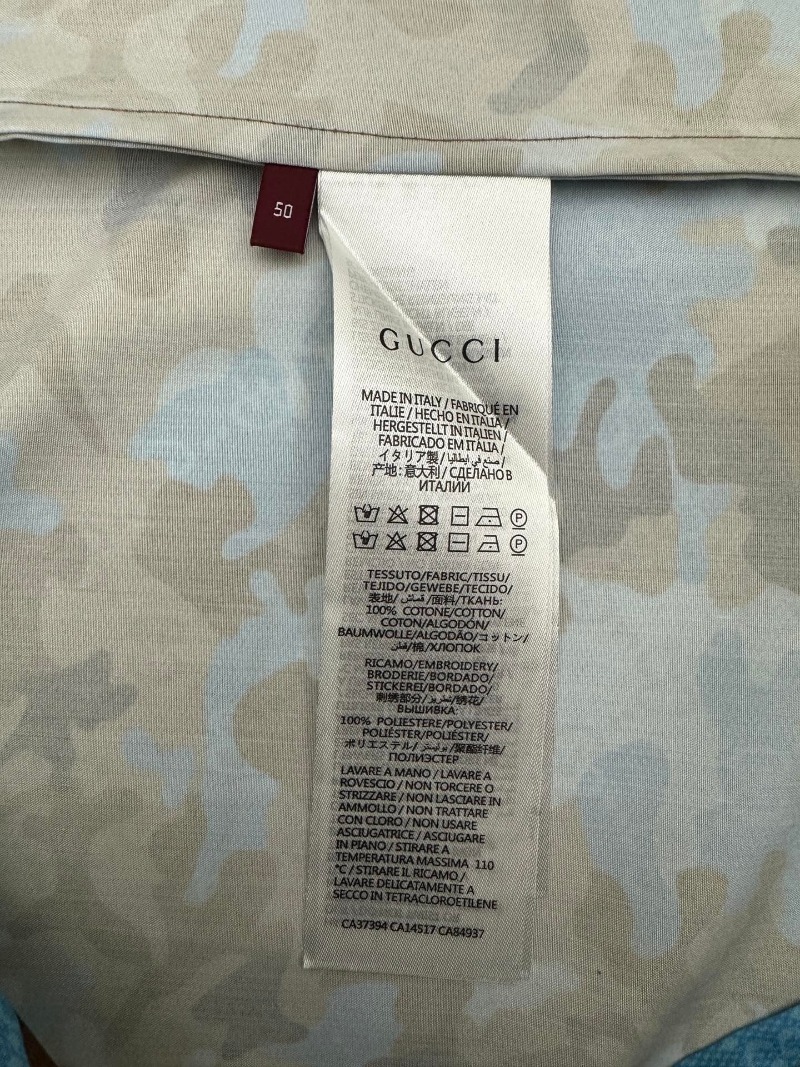 50
GUCCI
MADE IN ITALY / FABRIQUÉ EN
ITALIE / HECHO EN ITALIA /
HERGESTELLT IN ITALIEN /
FABRICADO EM ITÁLIA /
イタリア製 / صنع في ايطاليا /
产地: 意大利 / СДЕЛАНО В
ИТАЛИИ
P
P
TESSUTO/FABRIC/TISSU/
TEJIDO/GEWEBE/TECIDO/
表地/ قماش /面料/ТКАНЬ:
100% COTONE/COTTON/
COTON/ALGODÓN/
BAUMWOLLE/ALGODÃO/コットン/
قطن/棉/ХЛОПОК
RICAMO/EMBROIDERY/
BRODERIE/BORDADO/
STICKEREI/BORDADO/
刺繍部分/تطريز/绣花/
ВЫШИВКА:
100% POLIESTERE/POLYESTER/
POLIÉSTER/POLIÉSTER/
ポリエステル/ بوليستر /聚酯纤维/
ПОЛИЭСТЕР
LAVARE A MANO / LAVARE A
ROVESCIO / NON TORCERE O
STRIZZARE / NON LASCIARE IN
AMMOLLO / NON TRATTARE
CON CLORO / NON USARE
ASCIUGATRICE / ASCIUGARE
IN PIANO / STIRARE A
TEMPERATURA MASSIMA 110
°C / STIRARE IL RICAMO /
LAVARE DELICATAMENTE A
SECCO IN TETRACLOROETILENE
CA37394 CA14517 CA84937